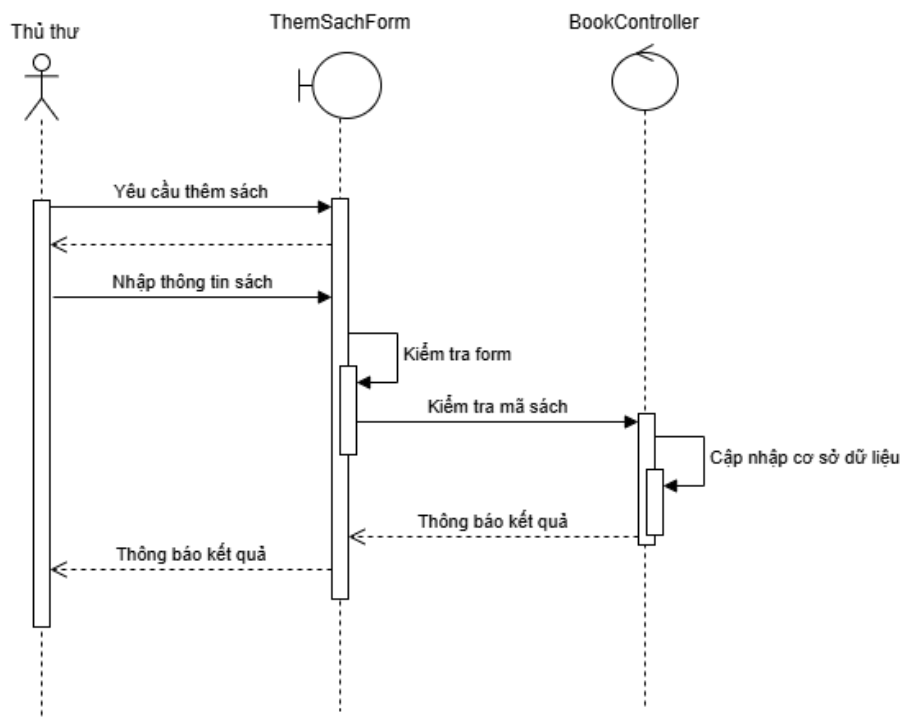 Thủ thư
ThemSachForm
BookController
Yêu cầu thêm sách
Nhập thông tin sách
Kiểm tra form
Kiểm tra mã sách
Cập nhập cơ sở dữ liệu
Thông báo kết quả
Thông báo kết quả